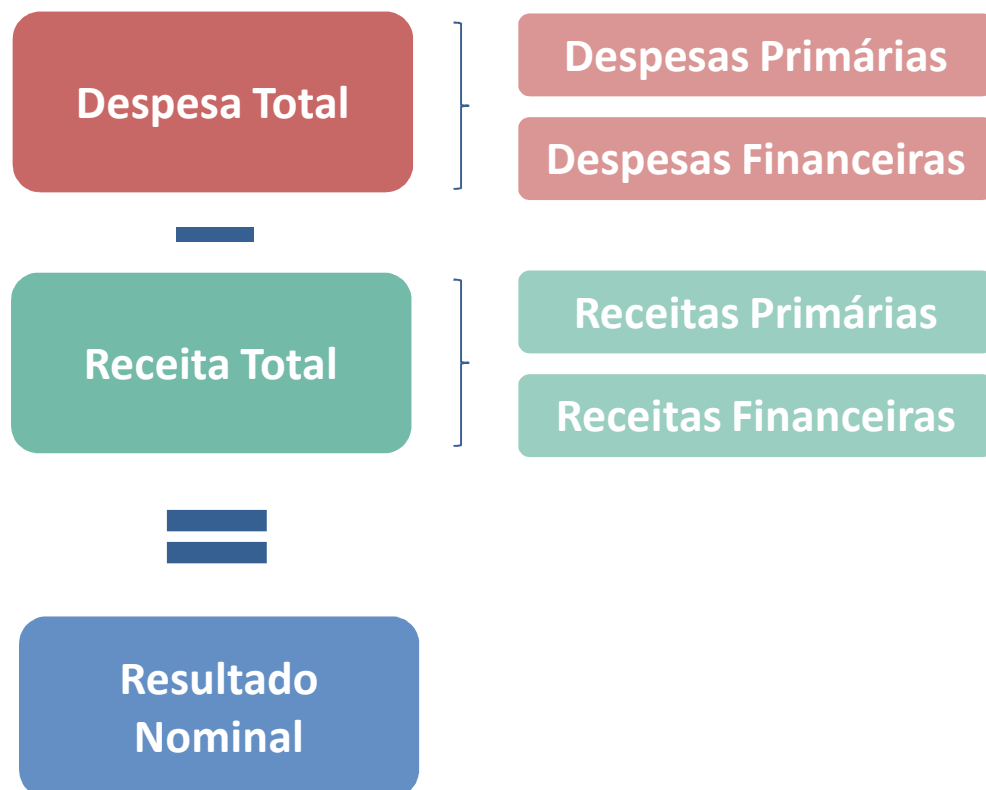 Despesa Total
Despesas Primárias
Despesas Financeiras
Receita Total
Receitas Primárias
Receitas Financeiras
Resultado
Nominal